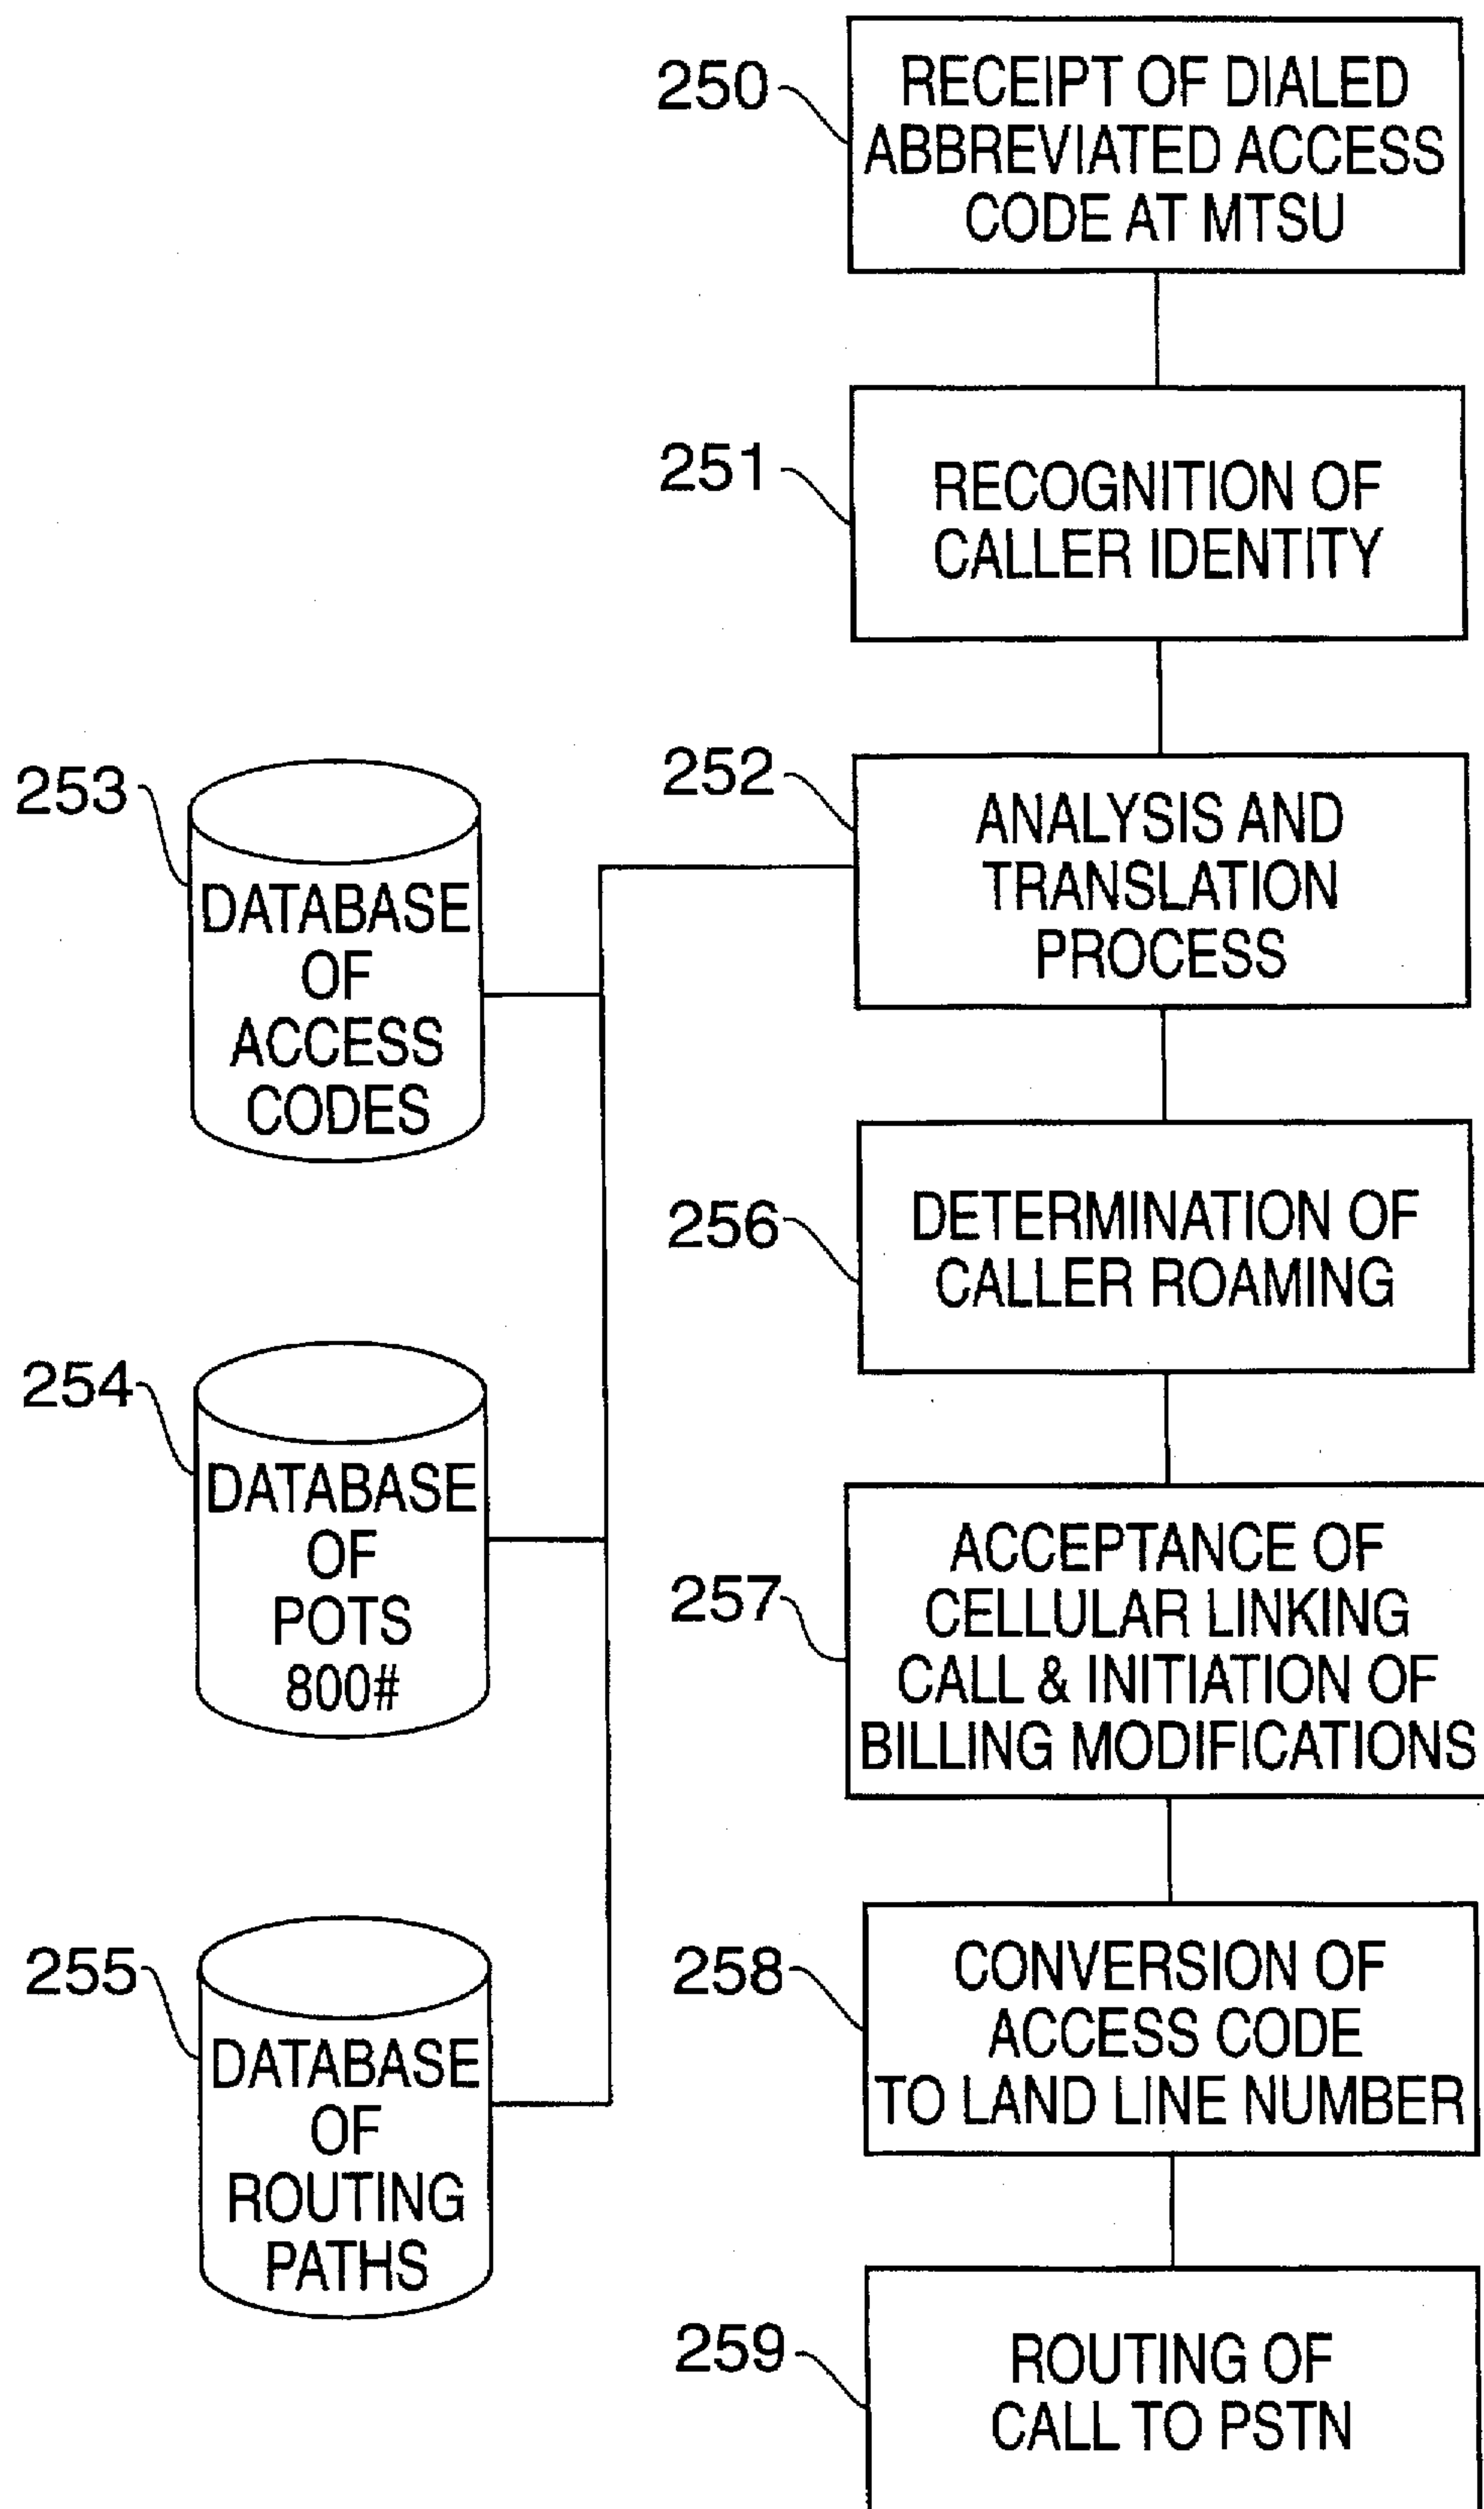 250
RECEIPT OF DIALED
ABBREVIATED ACCESS
CODE AT MTSU
251
RECOGNITION OF
CALLER IDENTITY
252
ANALYSIS AND
TRANSLATION
PROCESS
253
DATABASE
OF
ACCESS
CODES
254
DATABASE
OF
POTS
800#
255
DATABASE
OF
ROUTING
PATHS
256
DETERMINATION OF
CALLER ROAMING
257
ACCEPTANCE OF
CELLULAR LINKING
CALL & INITIATION OF
BILLING MODIFICATIONS
258
CONVERSION OF
ACCESS CODE
TO LAND LINE NUMBER
259
ROUTING OF
CALL TO PSTN